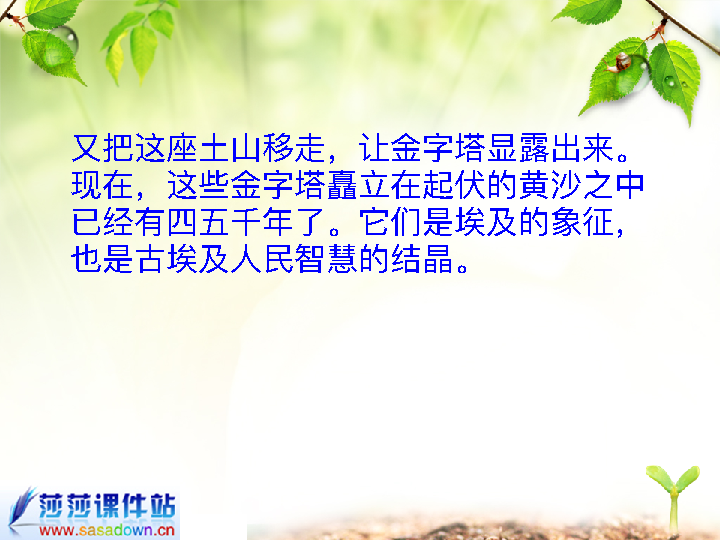 又把这座土山移走，让金字塔显露出来。
现在，这些金字塔矗立在起伏的黄沙之中
已经有四五千年了。它们是埃及的象征，
也是古埃及人民智慧的结晶。
莎莎课件站
www.sasadown.cn